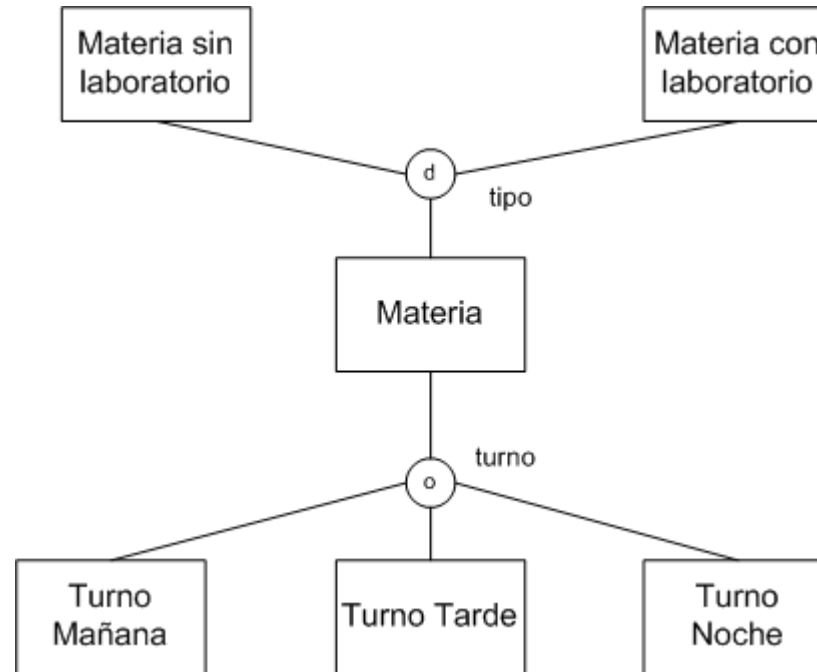 Materia sin
laboratorio
Materia con
laboratorio
d
tipo
Materia
turno
o
Turno
Mañana
Turno Tarde
Turno
Noche